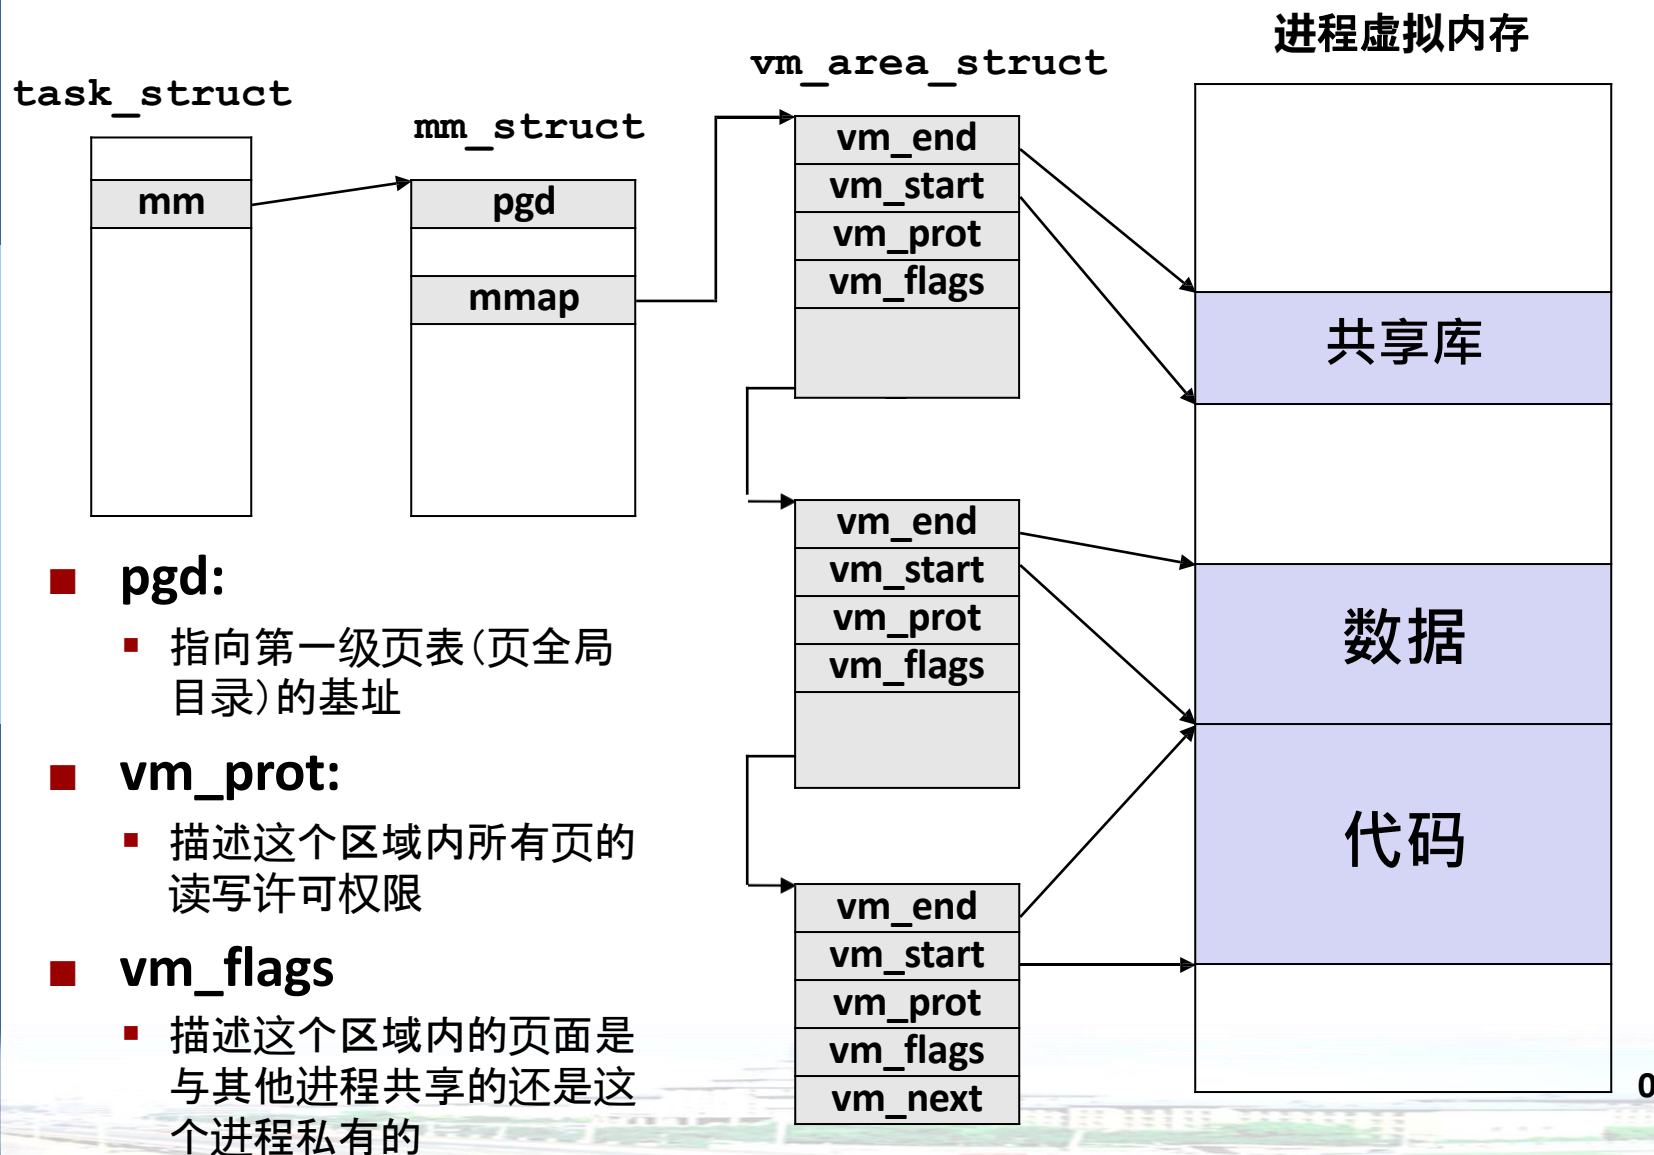 进程虚拟内存
vm_area_struct
task_struct
mm_struct
mm
pgd
mmap
vm_end
vm_start
vm_prot
vm_flags
vm_end
vm_start
vm_prot
vm_flags
vm_end
vm_start
vm_prot
vm_flags
vm_next
共享库
数据
代码
0
pgd:
指向第一级页表(页全局
目录)的基址
vm_prot:
描述这个区域内所有页的
读写许可权限
vm_flags
描述这个区域内的页面是
与其他进程共享的还是这
个进程私有的